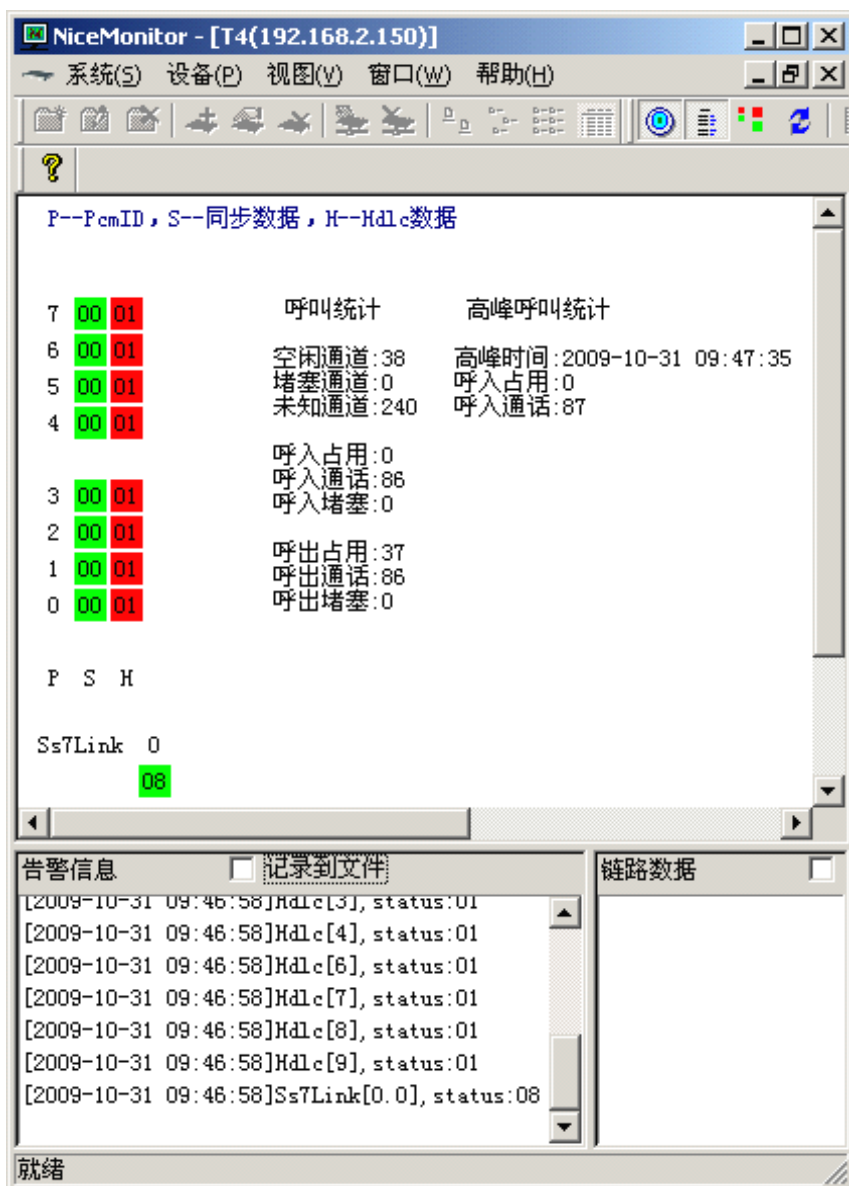 NiceMonitor - [T4(192.168.2.150)]
系统(S) 设备(P) 视图(V) 窗口(W) 帮助(H)
P--PcmID，S--同步数据，H--Hdlc数据
7 00 01
6 00 01
5 00 01
4 00 01
3 00 01
2 00 01
1 00 01
0 00 01
P S H
Ss7Link 0
08
呼叫统计
空闲通道:38
堵塞通道:0
未知通道:240
呼入占用:0
呼入通话:86
呼入堵塞:0
呼出占用:37
呼出通话:86
呼出堵塞:0
高峰呼叫统计
高峰时间:2009-10-31 09:47:35
呼入占用:0
呼入通话:87
告警信息 记录到文件
[2009-10-31 09:46:58]Hdlc[3], status:01
[2009-10-31 09:46:58]Hdlc[4], status:01
[2009-10-31 09:46:58]Hdlc[6], status:01
[2009-10-31 09:46:58]Hdlc[7], status:01
[2009-10-31 09:46:58]Hdlc[8], status:01
[2009-10-31 09:46:58]Hdlc[9], status:01
[2009-10-31 09:46:58]Ss7Link[0.0], status:08
链路数据
就绪